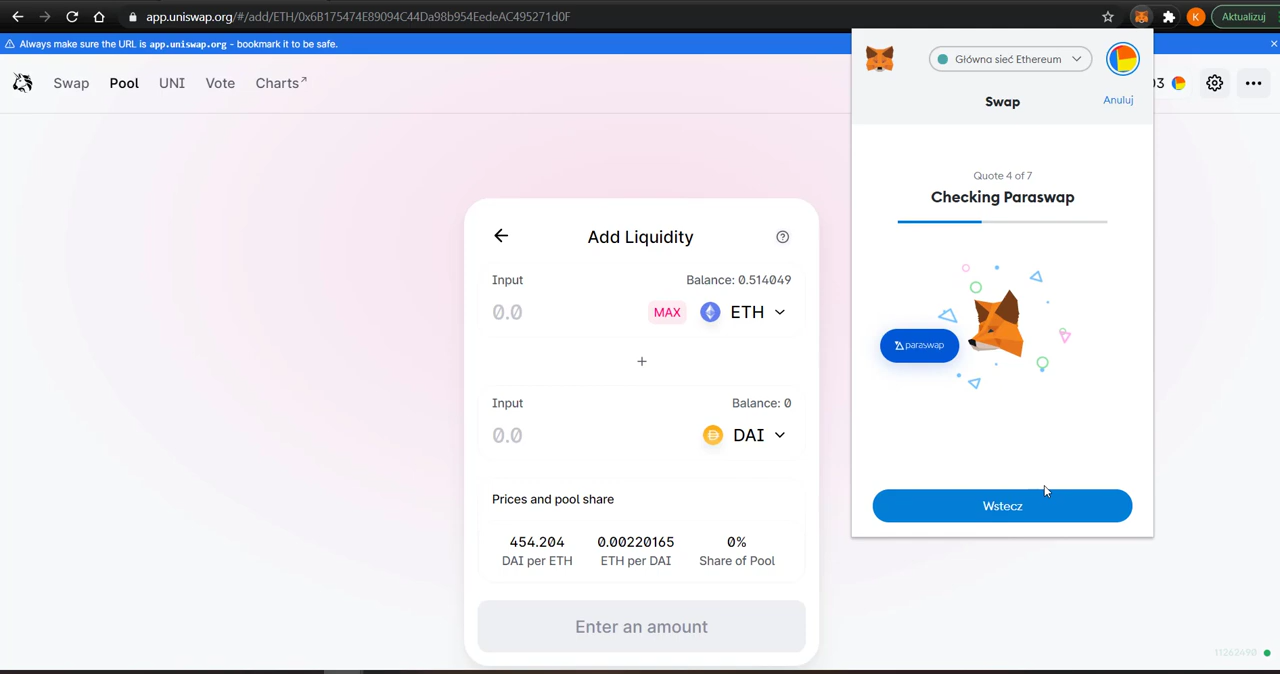 app.uniswap.org/#/add/ETH/0x6B175474E89094C44Da98b954EedeAC495271d0F
K
Aktualizuj
Always make sure the URL is app.uniswap.org - bookmark it to be safe.
Swap Pool UNI Vote Charts↗
03
Główna sieć Ethereum
Swap
Anuluj
Quote 4 of 7
Checking Paraswap
paraswap
Wstecz
Add Liquidity
Input Balance: 0.514049
0.0 MAX ETH
+
Input Balance: 0
0.0 DAI
Prices and pool share
454.204 0.00220165 0%
DAI per ETH ETH per DAI Share of Pool
Enter an amount
11263490